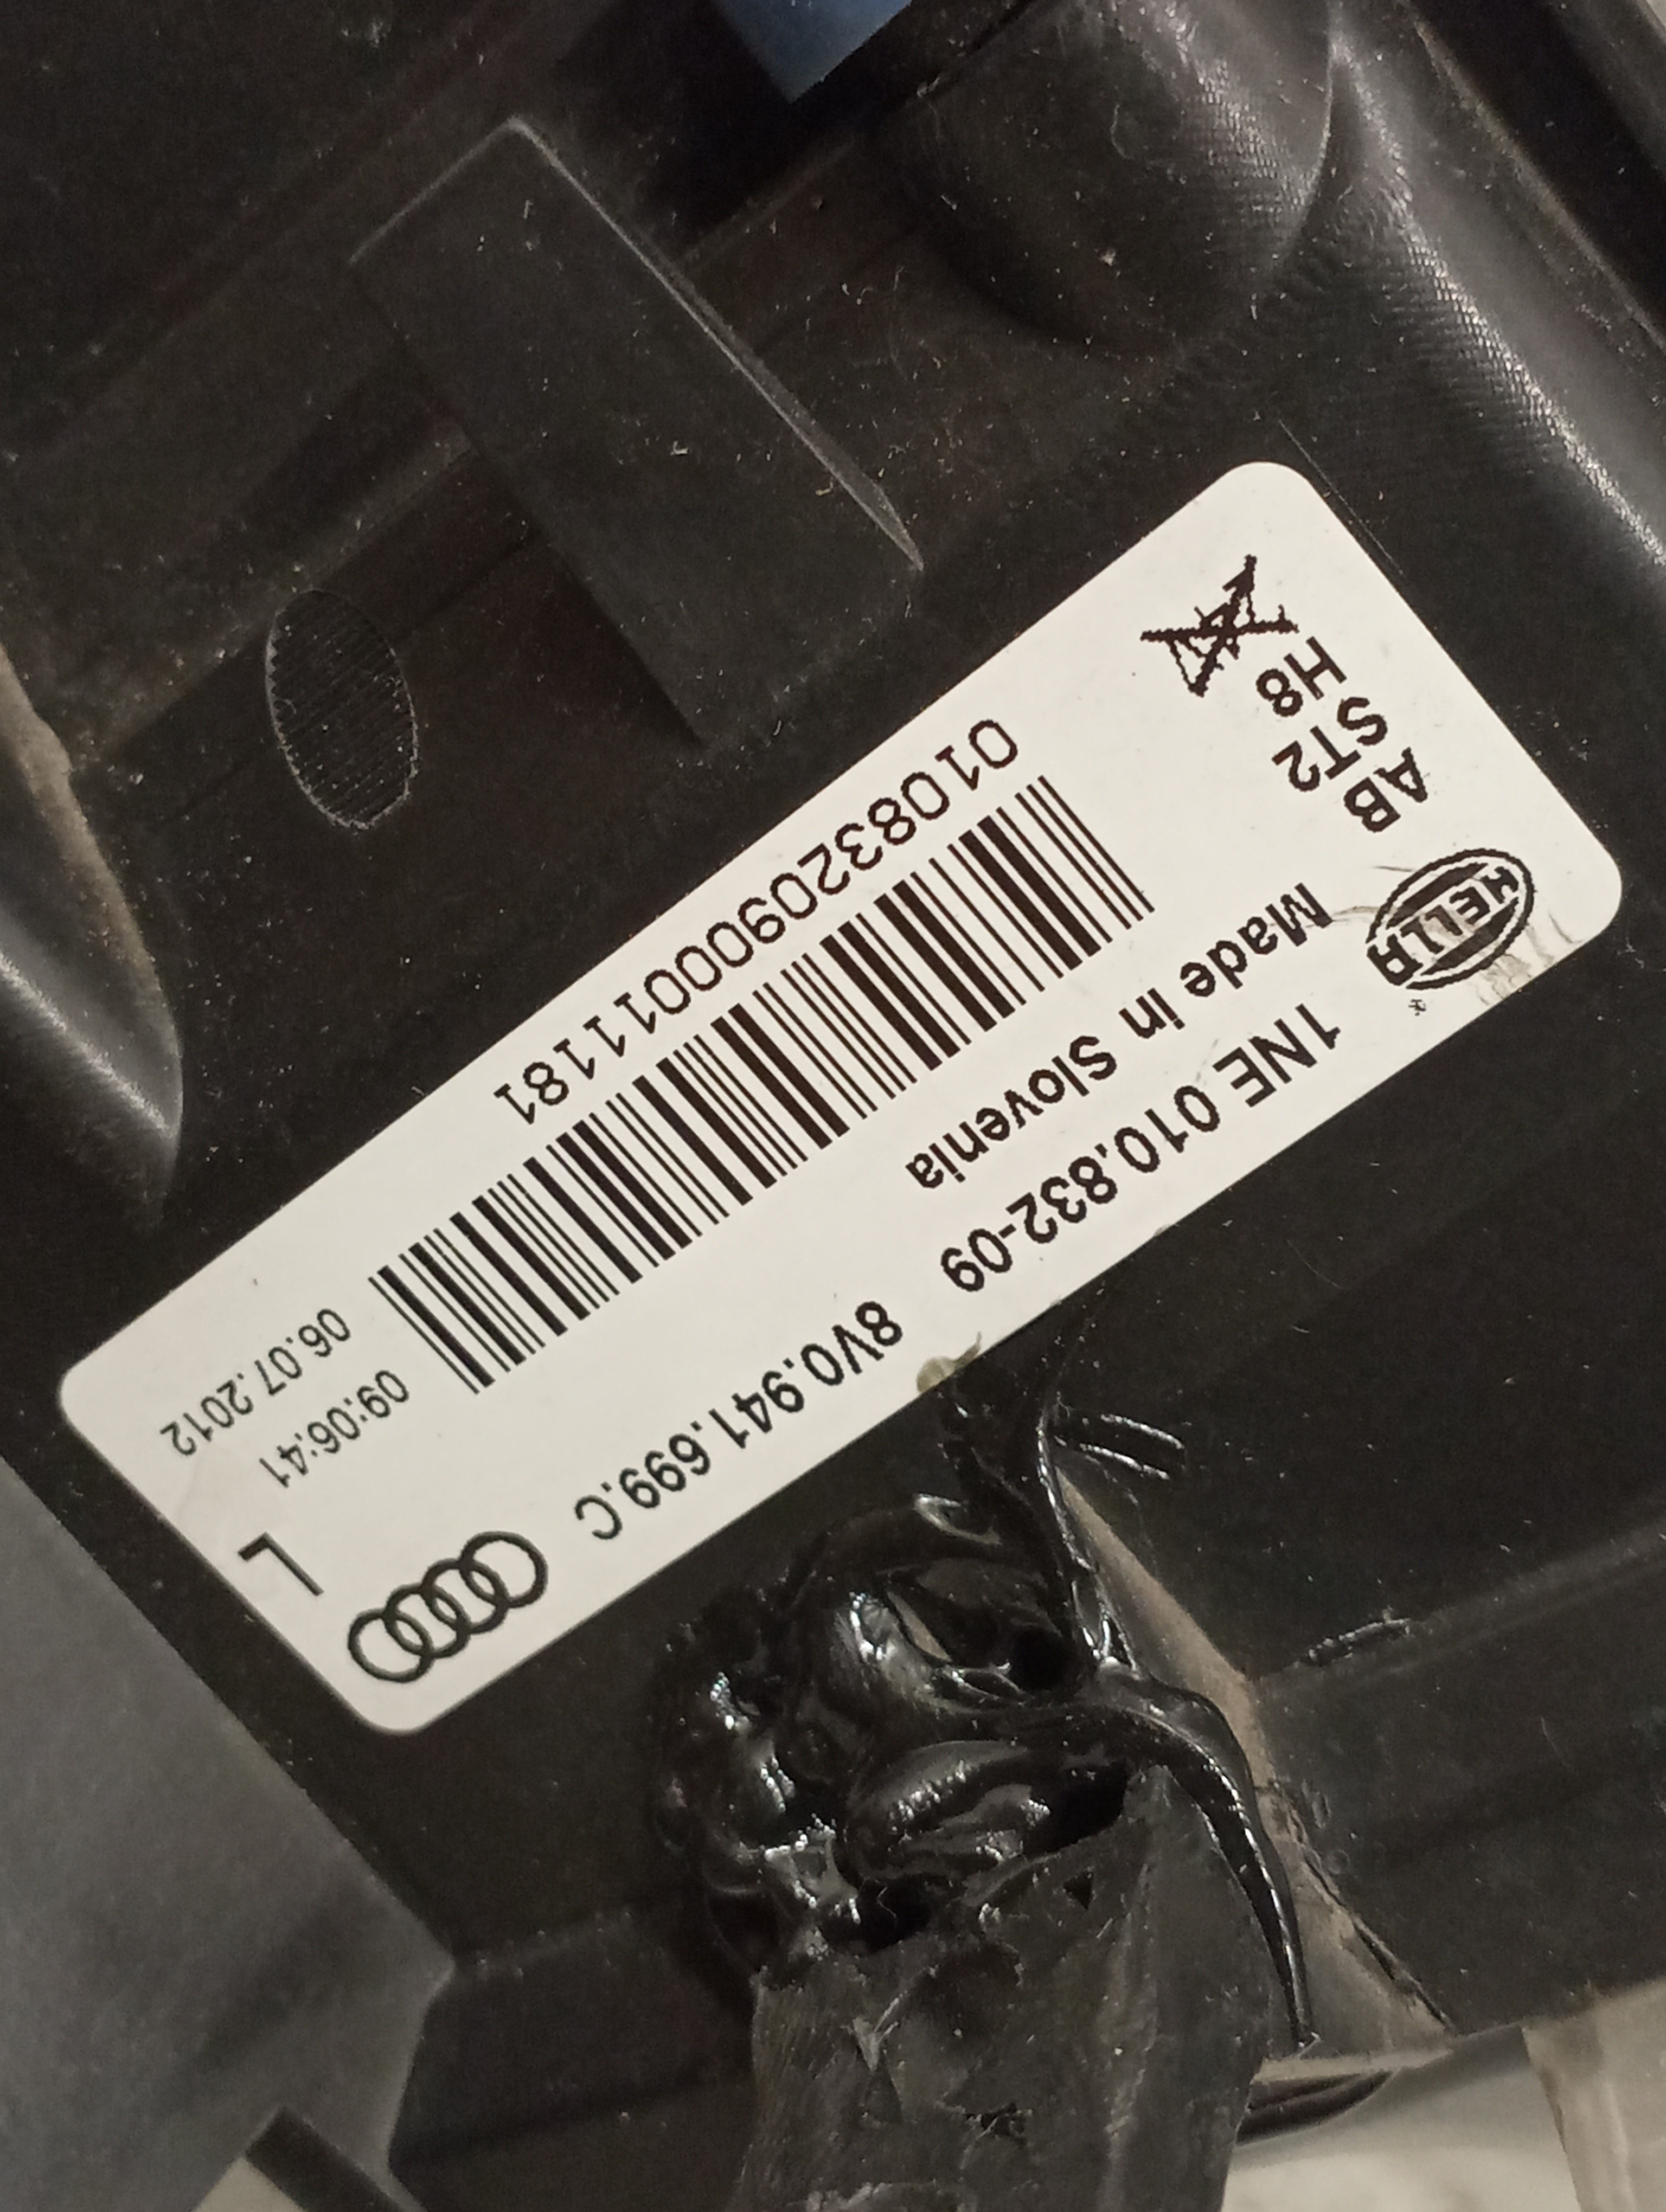 HELLA
1NE 010.832-09 8V0.941.699.C
Made in Slovenia
AB
ST2
H8
010832090001181
L
09:06:41
06.07.2012